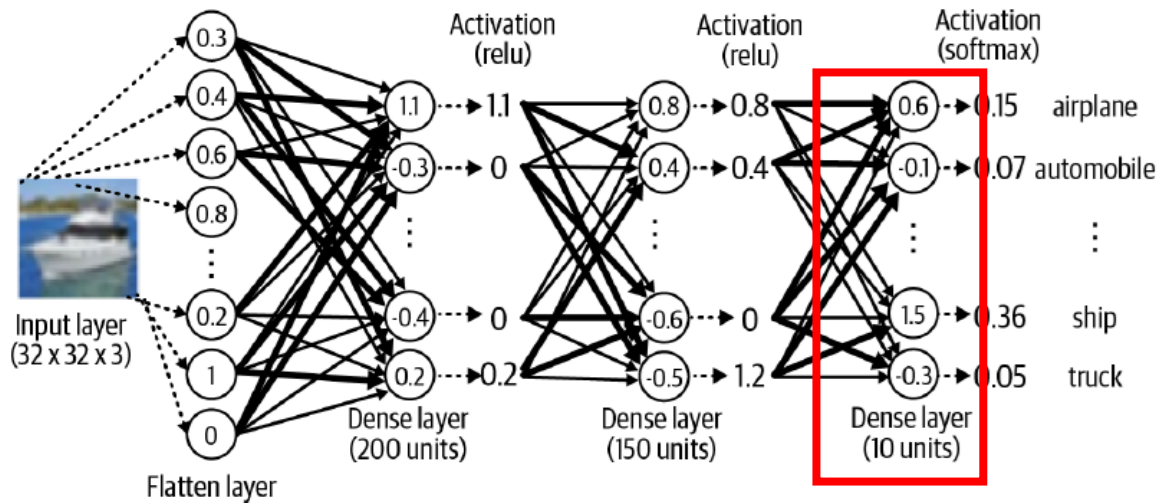 Activation
(relu)
Activation
(relu)
Activation
(softmax)
0.3
0.4
0.6
0.8
⋮
0.2
1
0
Input layer
(32 x 32 x 3)
Flatten layer
1.1
-0.3
⋮
-0.4
0.2
Dense layer
(200 units)
1.1
0
0
0.2
0.8
0.4
⋮
-0.6
-0.5
Dense layer
(150 units)
0.8
0.4
0
1.2
0.6
-0.1
⋮
1.5
-0.3
Dense layer
(10 units)
0.15 airplane
0.07 automobile
⋮
0.36 ship
0.05 truck